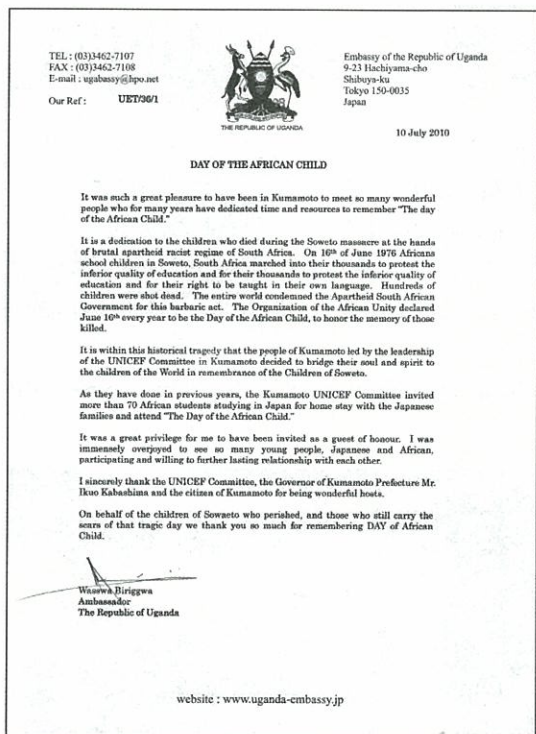 TEL : (03)3462-7107
FAX : (03)3462-7108
E-mail : ugabassy@hpo.net
Our Ref : UET/36/1
THE REPUBLIC OF UGANDA
Embassy of the Republic of Uganda
9-23 Hachiyama-cho
Shibuya-ku
Tokyo 150-0035
Japan
10 July 2010
DAY OF THE AFRICAN CHILD
It was such a great pleasure to have been in Kumamoto to meet so many wonderful
people who for many years have dedicated time and resources to remember "The day
of the African Child."
It is a dedication to the children who died during the Soweto massacre at the hands
of brutal apartheid racist regime of South Africa. On 16th of June 1976 Africans
school children in Soweto, South Africa marched into their thousands to protest the
inferior quality of education and for their thousands to protest the inferior quality of
education and for their right to be taught in their own language. Hundreds of
children were shot dead. The entire world condemned the Apartheid South African
Government for this barbaric act. The Organization of the African Unity declared
June 16th every year to be the Day of the African Child, to honor the memory of those
killed.
It is within this historical tragedy that the people of Kumamoto led by the leadership
of the UNICEF Committee in Kumamoto decided to bridge their soul and spirit to
the children of the World in remembrance of the Children of Soweto.
As they have done in previous years, the Kumamoto UNICEF Committee invited
more than 70 African students studying in Japan for home stay with the Japanese
families and attend "The Day of the African Child."
It was a great privilege for me to have been invited as a guest of honour. I was
immensely overjoyed to see so many young people, Japanese and African,
participating and willing to further lasting relationship with each other.
I sincerely thank the UNICEF Committee, the Governor of Kumamoto Prefecture Mr.
Ikuo Kabashima and the citizen of Kumamoto for being wonderful hosts.
On behalf of the children of Sowaeto who perished, and those who still carry the
scars of that tragic day we thank you so much for remembering DAY of African
Child.
Wasswa Biriggwa
Ambassador
The Republic of Uganda
website : www.uganda-embassy.jp